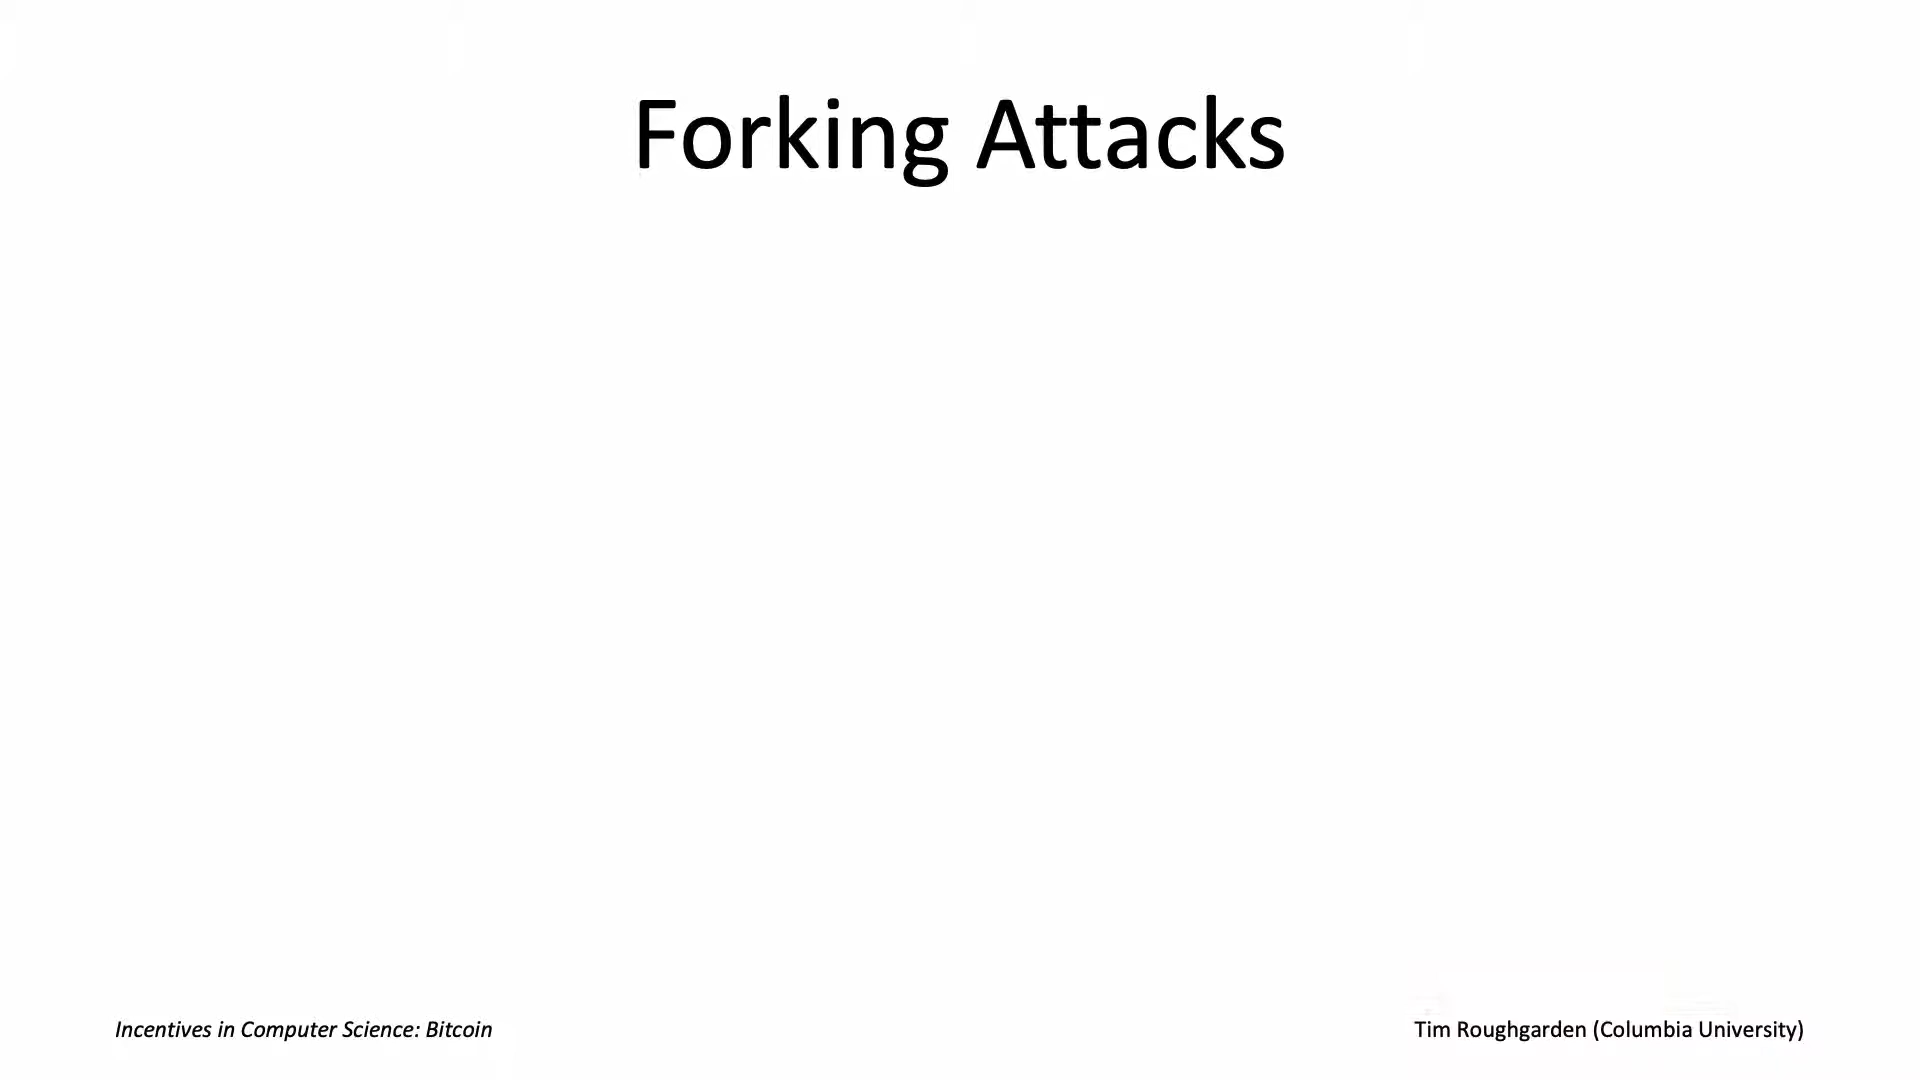 Forking Attacks
Incentives in Computer Science: Bitcoin
Tim Roughgarden (Columbia University)